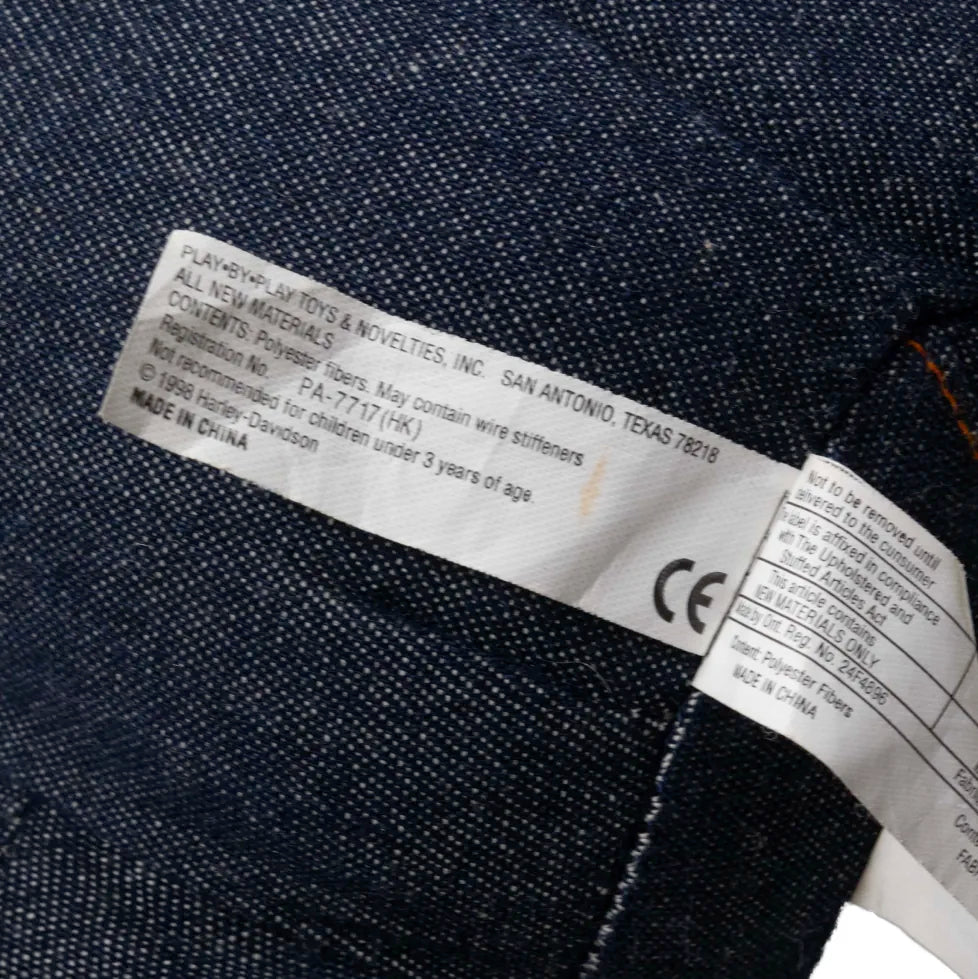 PLAY•BY•PLAY TOYS & NOVELTIES, INC. SAN ANTONIO, TEXAS 78218
ALL NEW MATERIALS
CONTENTS: Polyester fibers. May contain wire stiffeners
Registration No. PA-7717(HK)
Not recommended for children under 3 years of age.
© 1998 Harley-Davidson
MADE IN CHINA
CE
Not to be removed until
delivered to the cunsumer
label is affixed in compliance
with The Upholstered and
Stuffed Articles Act
This article contains
NEW MATERIALS ONLY
Made by Ont. Reg. No. 24F4896
Content: Polyester Fibers
MADE IN CHINA